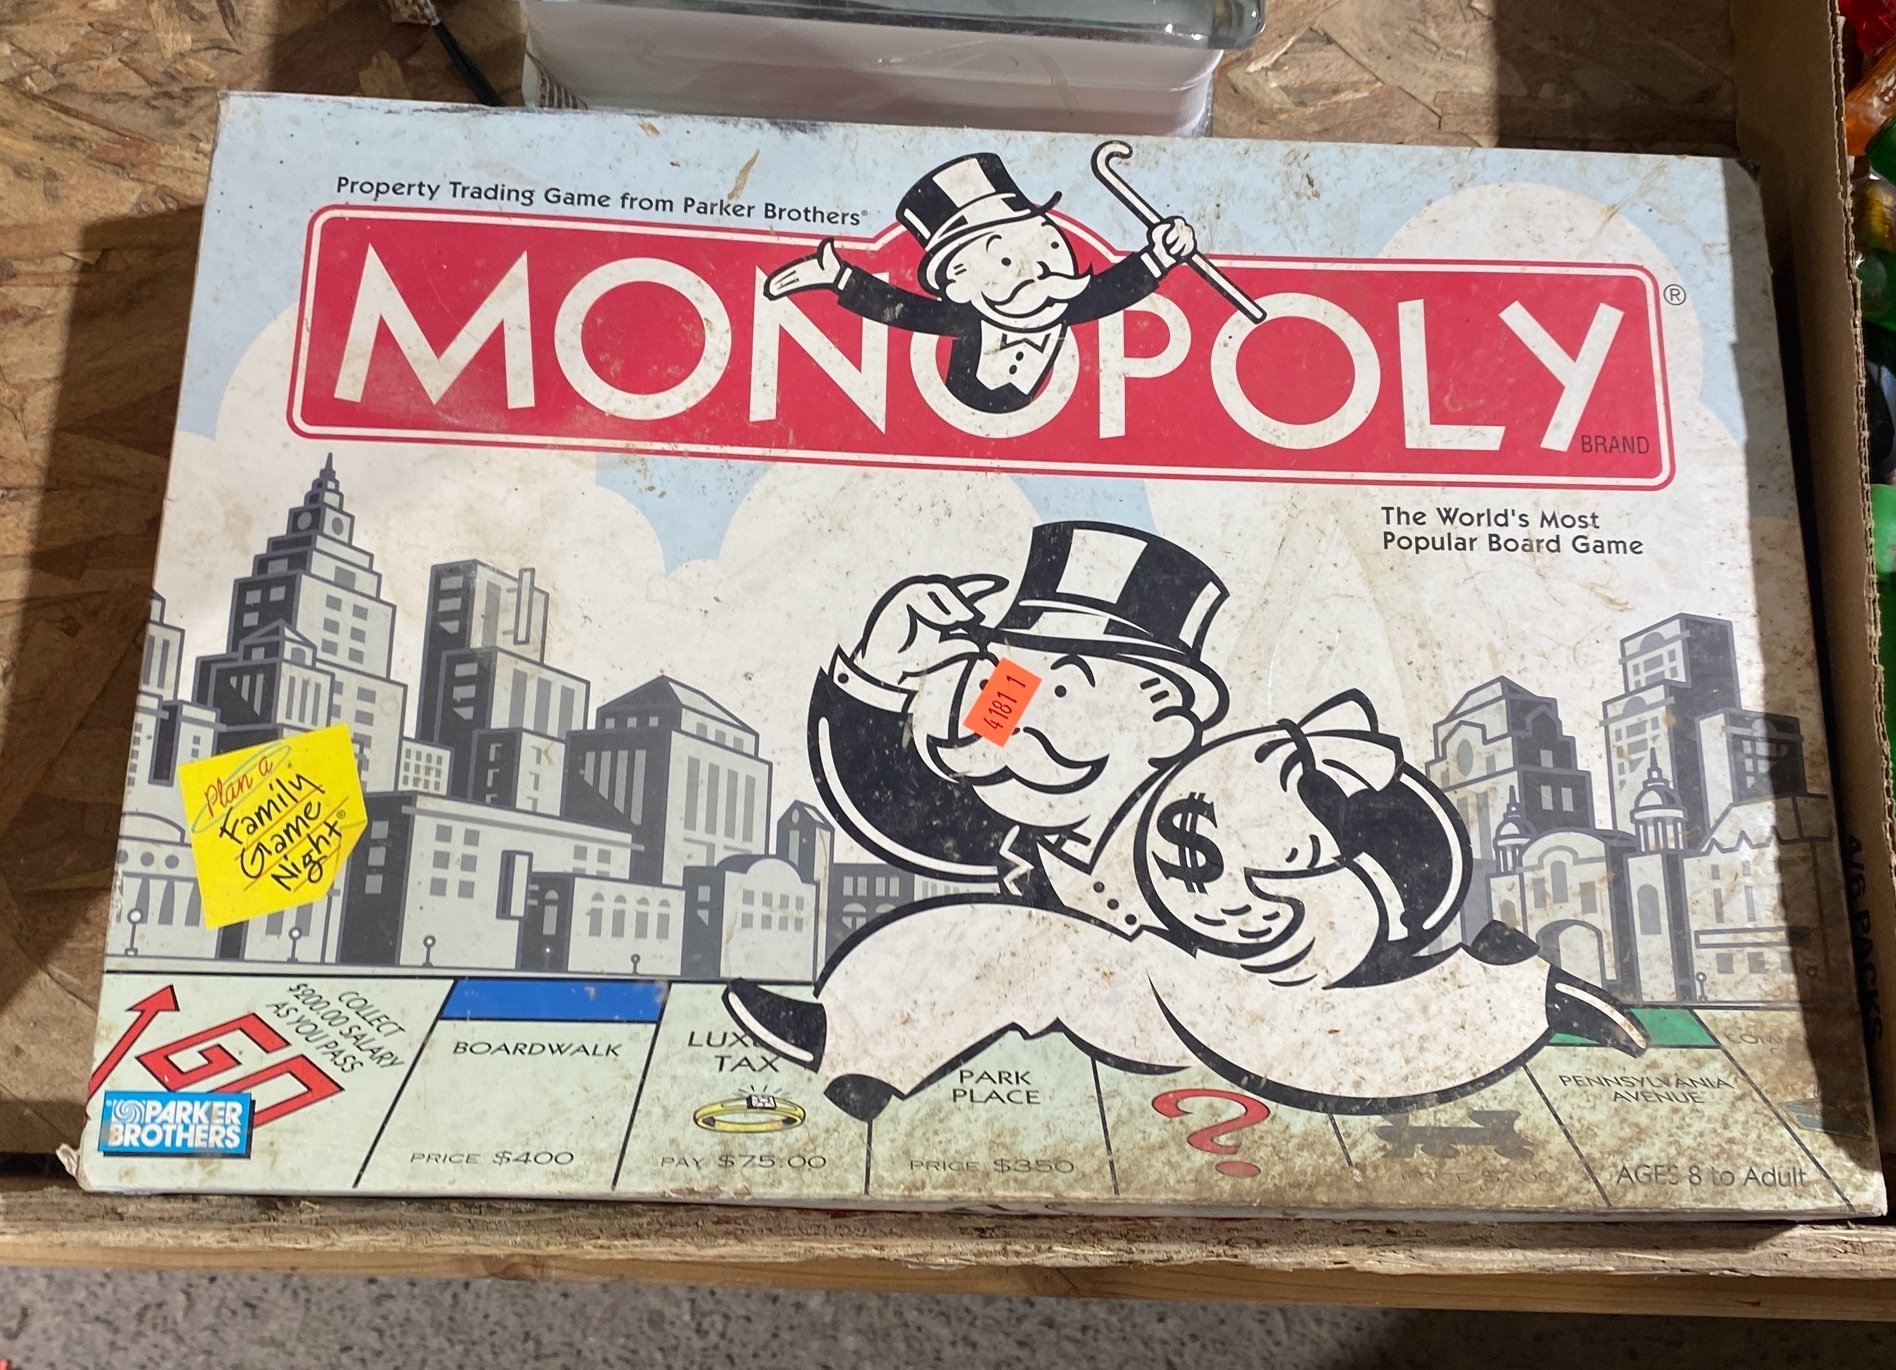 Property Trading Game from Parker Brothers®
MONOPOLY®
BRAND
The World's Most
Popular Board Game
4181 1
$
Plan a
Family
Game
Night®
COLLECT
$200.00 SALARY
AS YOU PASS
GO
PARKER
BROTHERS
BOARDWALK
PRICE $400
LUXU
TAX
PAY $75.00
PARK
PLACE
PRICE $350
?
PENNSYLVANIA
AVENUE
COM
AGES 8 to Adult